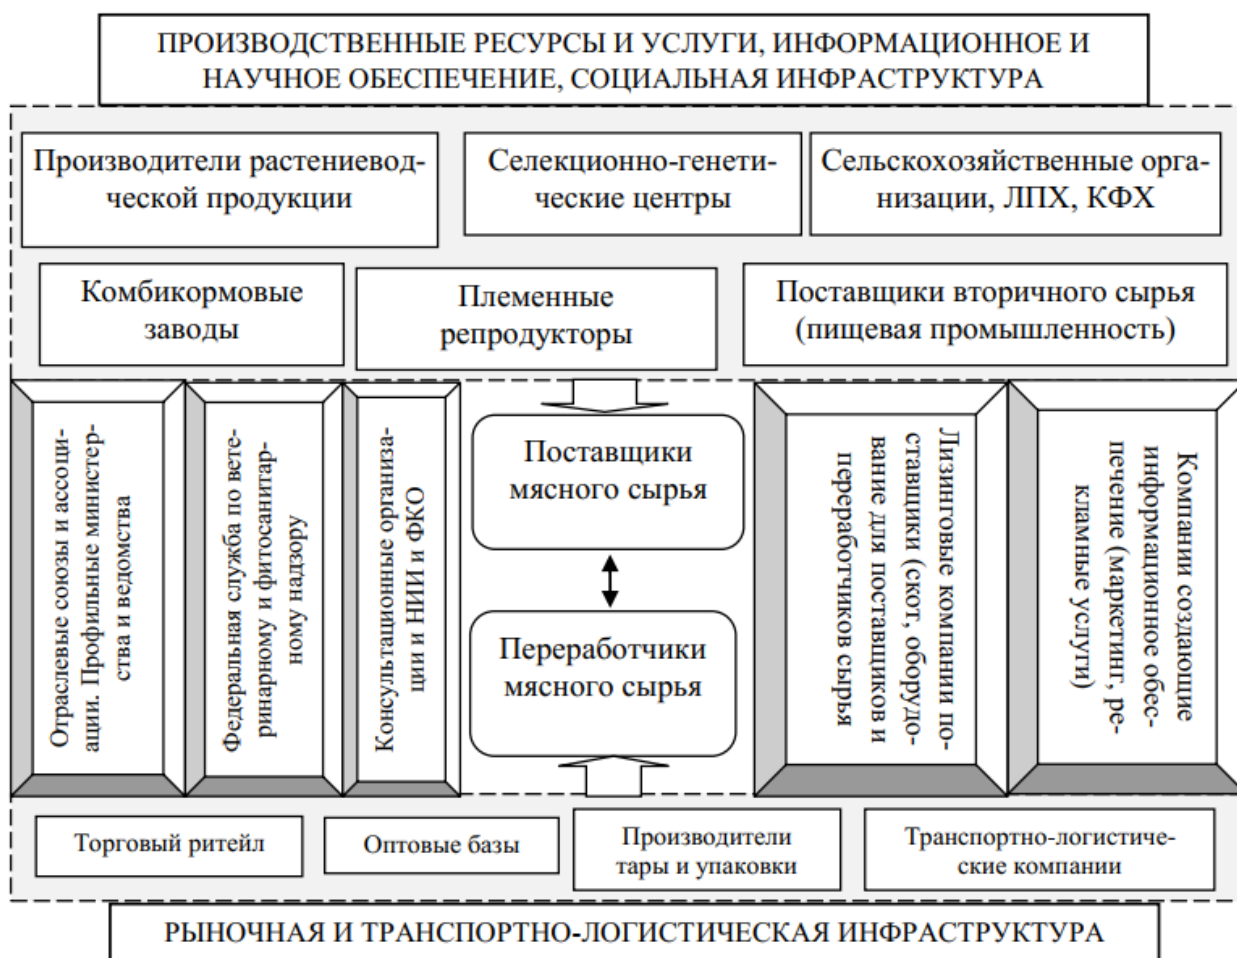 ПРОИЗВОДСТВЕННЫЕ РЕСУРСЫ И УСЛУГИ, ИНФОРМАЦИОННОЕ И
НАУЧНОЕ ОБЕСПЕЧЕНИЕ, СОЦИАЛЬНАЯ ИНФРАСТРУКТУРА
Производители растениевод-
ческой продукции
Селекционно-генети-
ческие центры
Сельскохозяйственные орга-
низации, ЛПХ, КФХ
Комбикормовые
заводы
Племенные
репродукторы
Поставщики вторичного сырья
(пищевая промышленность)
Отраслевые союзы и ассоци-
ации. Профильные министер-
ства и ведомства
Федеральная служба по вете-
ринарному и фитосанитар-
ному надзору
Консультационные организа-
ции и НИИ и ФКО
Поставщики
мясного сырья
Переработчики
мясного сырья
Лизинговые компании по-
ставщики (скот, оборудо-
вание для поставщиков и
переработчиков сырья
Компании создающие
информационное обес-
печение (маркетинг, ре-
кламные услуги)
Торговый ритейл
Оптовые базы
Производители
тары и упаковки
Транспортно-логистиче-
ские компании
РЫНОЧНАЯ И ТРАНСПОРТНО-ЛОГИСТИЧЕСКАЯ ИНФРАСТРУКТУРА